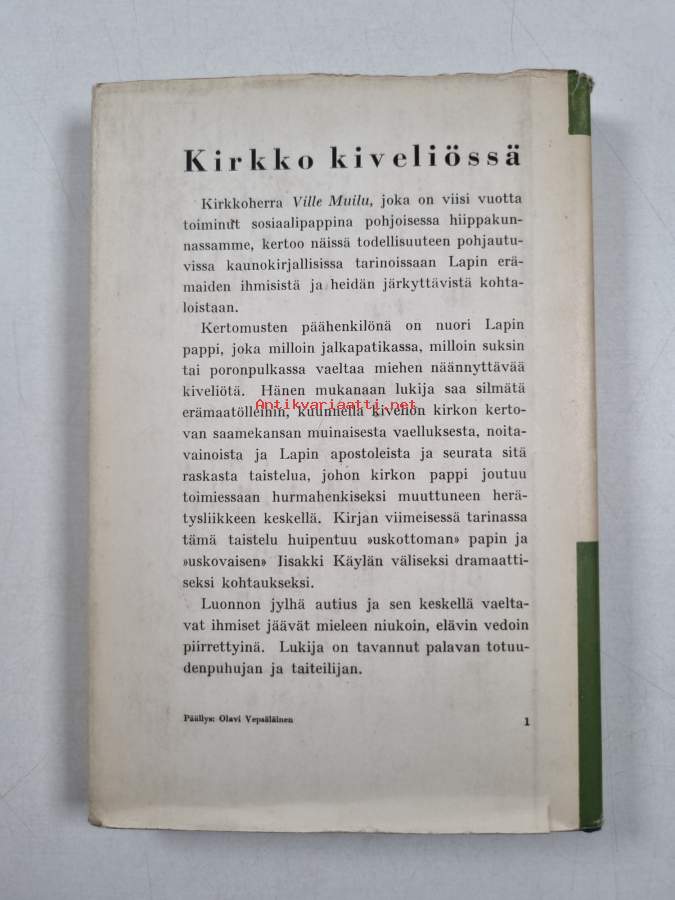 Kirkko kiveliössä
Kirkkoherra Ville Muilu, joka on viisi vuotta
toiminut sosiaalipappina pohjoisessa hiippakun-
nassamme, kertoo näissä todellisuuteen pohjautu-
vissa kaunokirjallisissa tarinoissaan Lapin erä-
maiden ihmisistä ja heidän järkyttävistä kohta-
loistaan.
Kertomusten päähenkilönä on nuori Lapin
pappi, joka milloin jalkapatikassa, milloin suksin
tai poronpulkassa vaeltaa miehen näännyttävää
kiveliötä. Hänen mukanaan lukija saa silmätä
Antikvariaatti.net
erämaatölleihin, kuunnella kiveliön kirkon kerto-
van saamekansan muinaisesta vaelluksesta, noita-
vainoista ja Lapin apostoleista ja seurata sitä
raskasta taistelua, johon kirkon pappi joutuu
toimiessaan hurmahenkiseksi muuttuneen herä-
tysliikkeen keskellä. Kirjan viimeisessä tarinassa
tämä taistelu huipentuu »uskottoman» papin ja
»uskovaisen» Iisakki Käylän väliseksi dramaatti-
seksi kohtaukseksi.
Luonnon jylhä autius ja sen keskellä vaelta-
vat ihmiset jäävät mieleen niukoin, elävin vedoin
piirrettyinä. Lukija on tavannut palavan totuu-
denpuhujan ja taiteilijan.
Päällys: Olavi Vepsäläinen 1